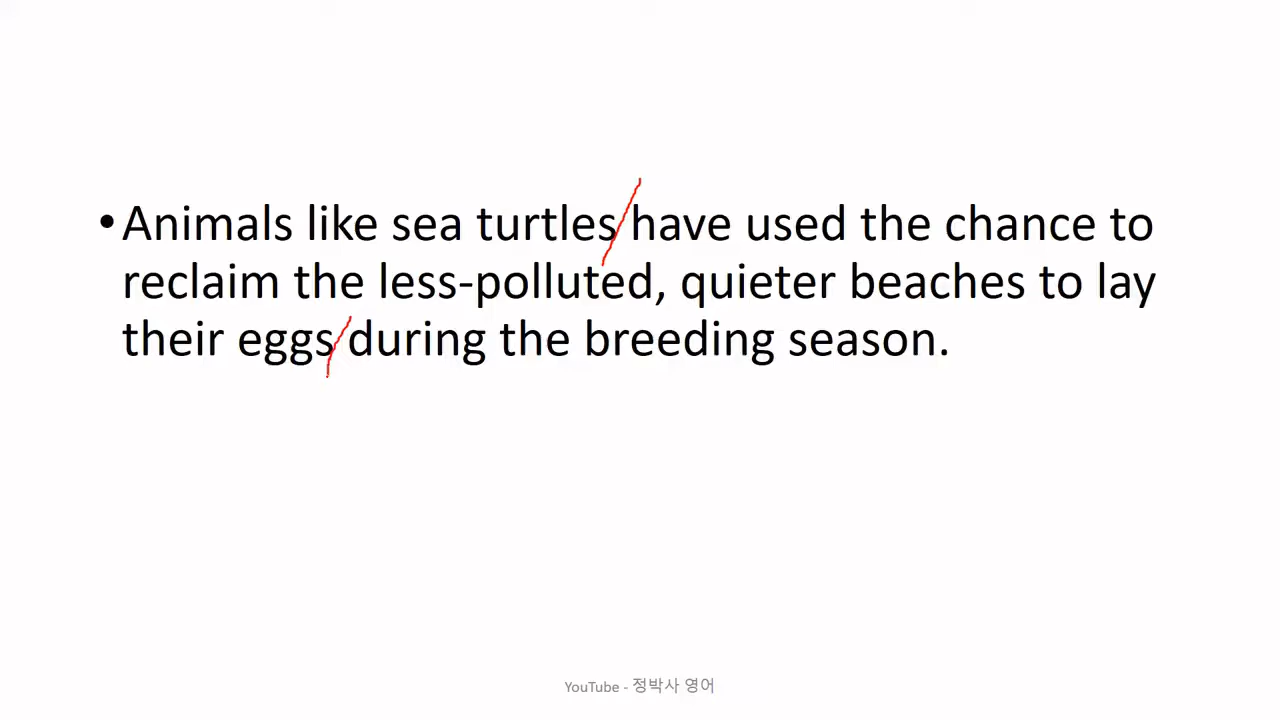 •Animals like sea turtles have used the chance to
reclaim the less-polluted, quieter beaches to lay
their eggs during the breeding season.
YouTube - 정박사 영어